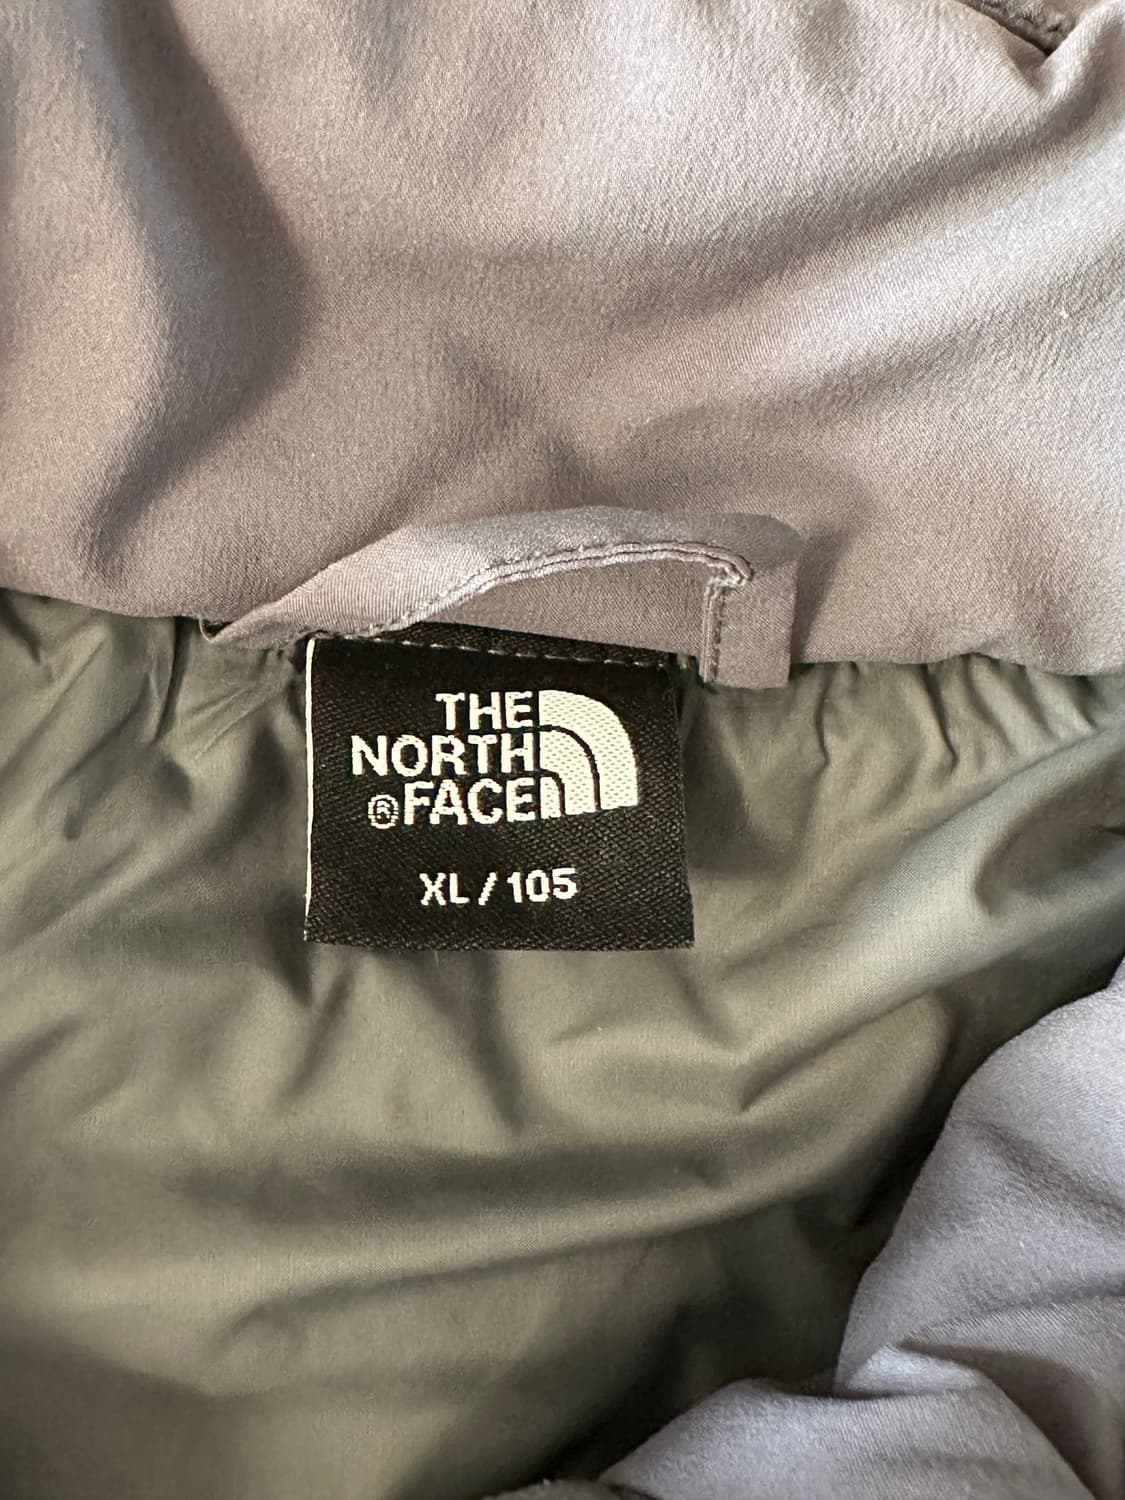 THE
NORTH
®FACE
XL / 105